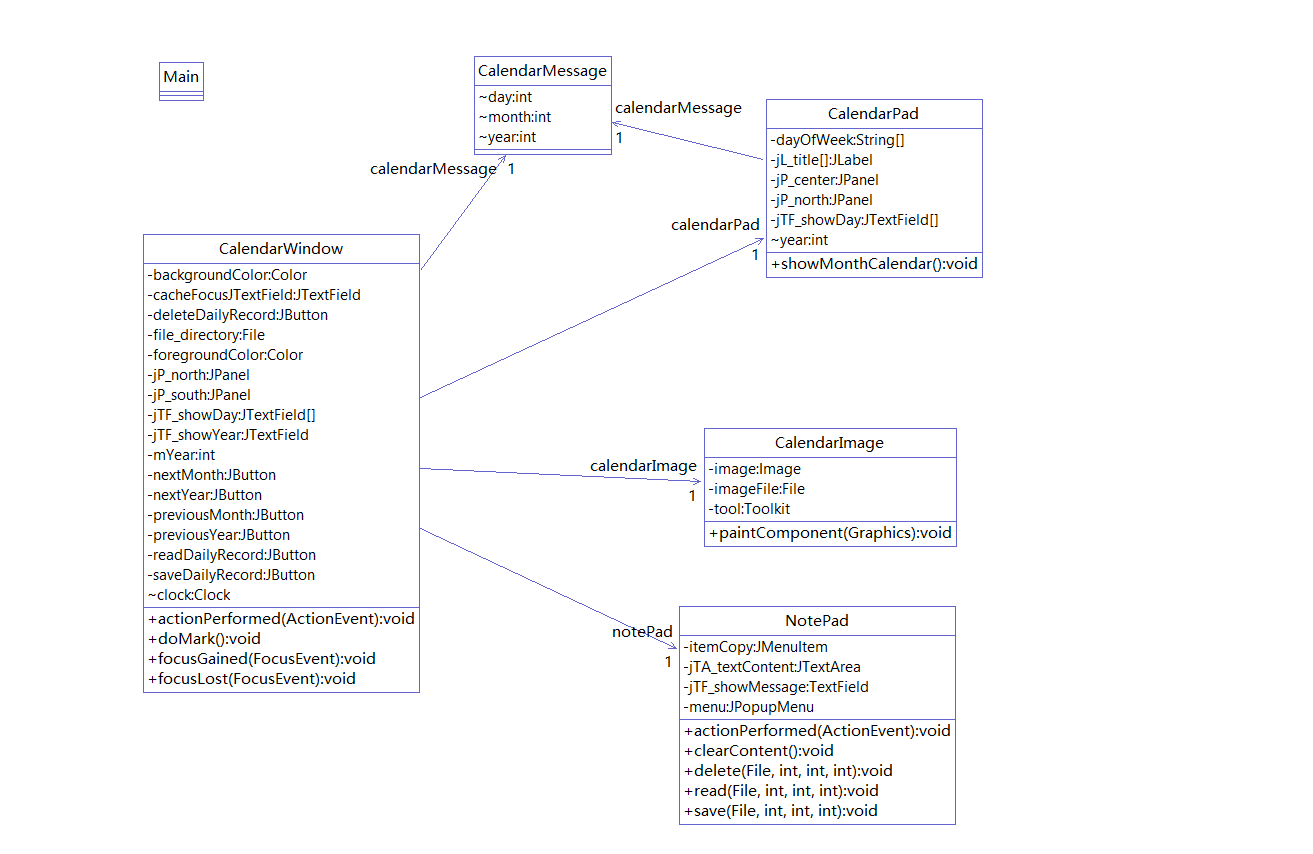 Main
CalendarMessage
~day:int
~month:int
~year:int
calendarMessage
1
CalendarPad
-dayOfWeek:String[]
-jL_title[]:JLabel
-jP_center:JPanel
-jP_north:JPanel
-jTF_showDay:JTextField[]
~year:int
+showMonthCalendar():void
calendarMessage
1
calendarPad
1
CalendarWindow
-backgroundColor:Color
-cacheFocusJTextField:JTextField
-deleteDailyRecord:JButton
-file_directory:File
-foregroundColor:Color
-jP_north:JPanel
-jP_south:JPanel
-jTF_showDay:JTextField[]
-jTF_showYear:JTextField
-mYear:int
-nextMonth:JButton
-nextYear:JButton
-previousMonth:JButton
-previousYear:JButton
-readDailyRecord:JButton
-saveDailyRecord:JButton
~clock:Clock
+actionPerformed(ActionEvent):void
+doMark():void
+focusGained(FocusEvent):void
+focusLost(FocusEvent):void
calendarImage
1
CalendarImage
-image:Image
-imageFile:File
-tool:Toolkit
+paintComponent(Graphics):void
notePad
1
NotePad
-itemCopy:JMenuItem
-jTA_textContent:JTextArea
-jTF_showMessage:TextField
-menu:JPopupMenu
+actionPerformed(ActionEvent):void
+clearContent():void
+delete(File, int, int, int):void
+read(File, int, int, int):void
+save(File, int, int, int):void